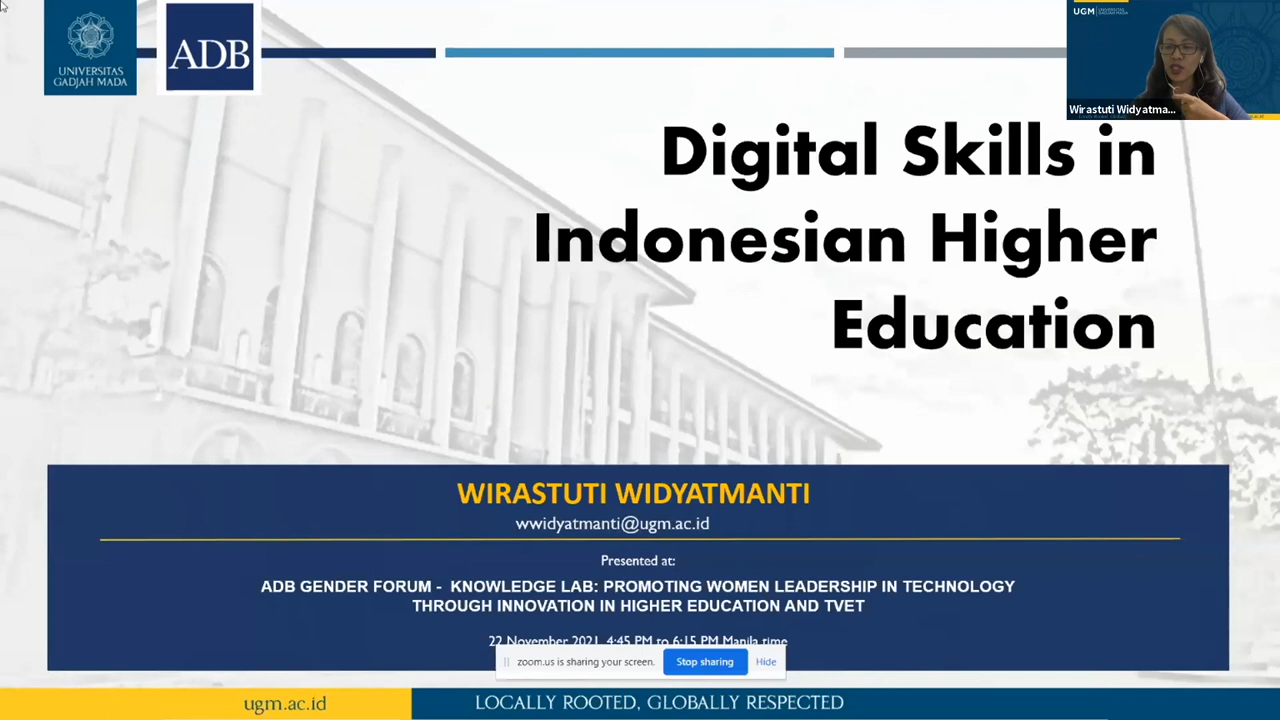 UNIVERSITAS
GADJAH MADA
ADB
UGM
UNIVERSITAS
GADJAH MADA
Wirastuti Widyatma...
Digital Skills in
Indonesian Higher
Education
WIRASTUTI WIDYATMANTI
wwidyatmanti@ugm.ac.id
Presented at:
ADB GENDER FORUM - KNOWLEDGE LAB: PROMOTING WOMEN LEADERSHIP IN TECHNOLOGY
THROUGH INNOVATION IN HIGHER EDUCATION AND TVET
22 November 2021, 4:45 PM to 6:15 PM Manila time
zoom.us is sharing your screen.
Stop sharing
Hide
ugm.ac.id
LOCALLY ROOTED, GLOBALLY RESPECTED